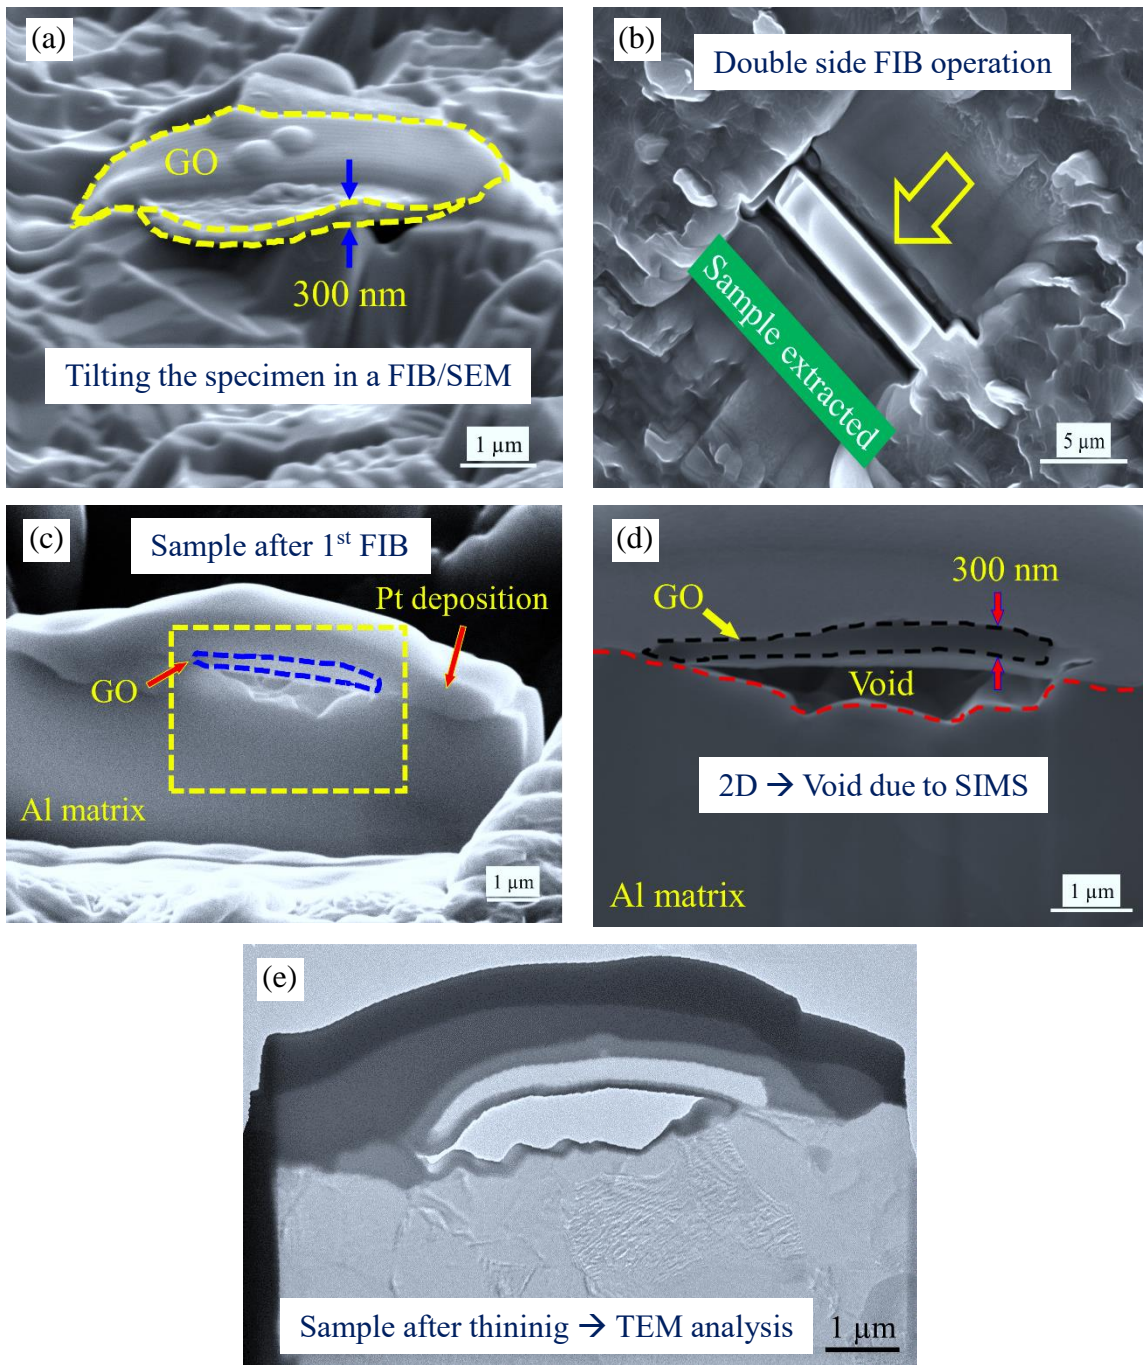 (a)
GO
300 nm
Tilting the specimen in a FIB/SEM
1 µm
(b)
Double side FIB operation
Sample extracted
5 µm
(c)
Sample after 1st FIB
Pt deposition
GO
Al matrix
1 µm
(d)
300 nm
GO
Void
2D → Void due to SIMS
Al matrix
1 µm
(e)
Sample after thininig → TEM analysis
1 µm